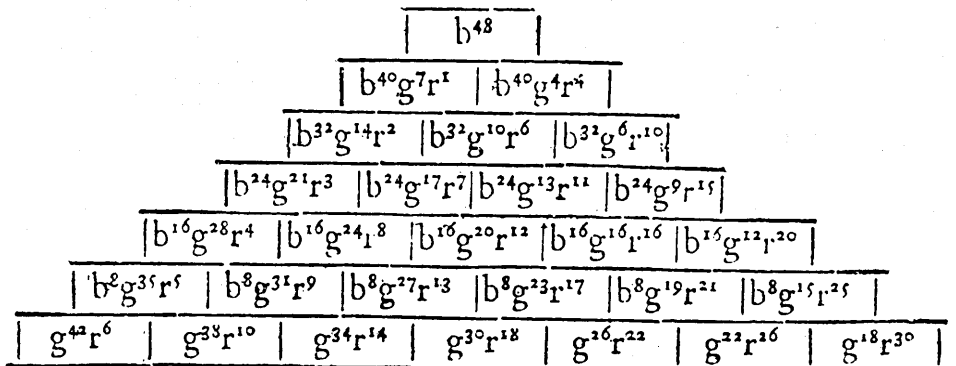 b⁴⁸
b⁴⁰g⁷r¹ b⁴⁰g⁴r⁴
b³²g¹⁴r² b³²g¹⁰r⁶ b³²g⁶r¹⁰
b²⁴g²¹r³ b²⁴g¹⁷r⁷ b²⁴g¹³r¹¹ b²⁴g⁹r¹⁵
b¹⁶g²⁸r⁴ b¹⁶g²⁴r⁸ b¹⁶g²⁰r¹² b¹⁶g¹⁶r¹⁶ b¹⁶g¹²r²⁰
b⁸g³⁵r⁵ b⁸g³¹r⁹ b⁸g²⁷r¹³ b⁸g²³r¹⁷ b⁸g¹⁹r²¹ b⁸g¹⁵r²⁵
g⁴²r⁶ g³⁸r¹⁰ g³⁴r¹⁴ g³⁰r¹⁸ g²⁶r²² g²²r²⁶ g¹⁸r³⁰